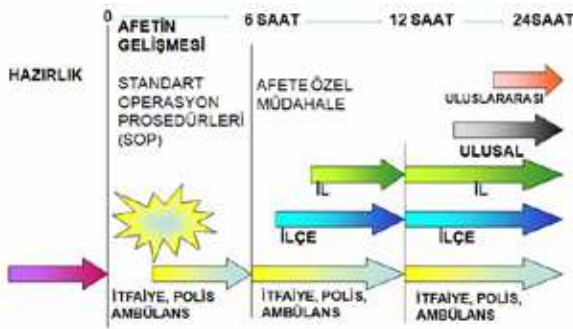 0
6 SAAT
12 SAAT
24SAAT
AFETİN
GELİŞMESİ
HAZIRLIK
STANDART
OPERASYON
PROSEDÜRLERİ
(SOP)
AFETE ÖZEL
MÜDAHALE
ULUSLARARASI
ULUSAL
İL
İL
İLÇE
İLÇE
İTFAİYE, POLİS
AMBÜLANS
İTFAİYE, POLİS,
AMBÜLANS
İTFAİYE, POLİS,
AMBÜLANS